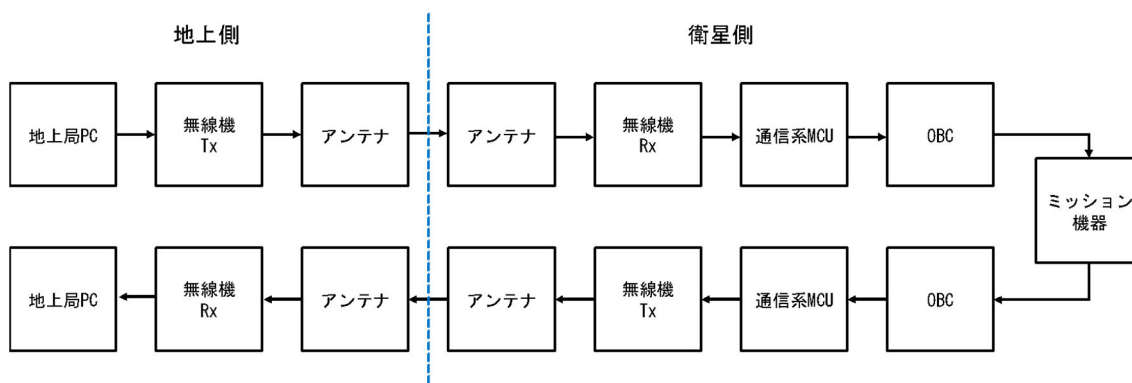 地上側
衛星側
地上局PC
無線機
Tx
アンテナ
アンテナ
無線機
Rx
通信系MCU
OBC
ミッション
機器
地上局PC
無線機
Rx
アンテナ
アンテナ
無線機
Tx
通信系MCU
OBC